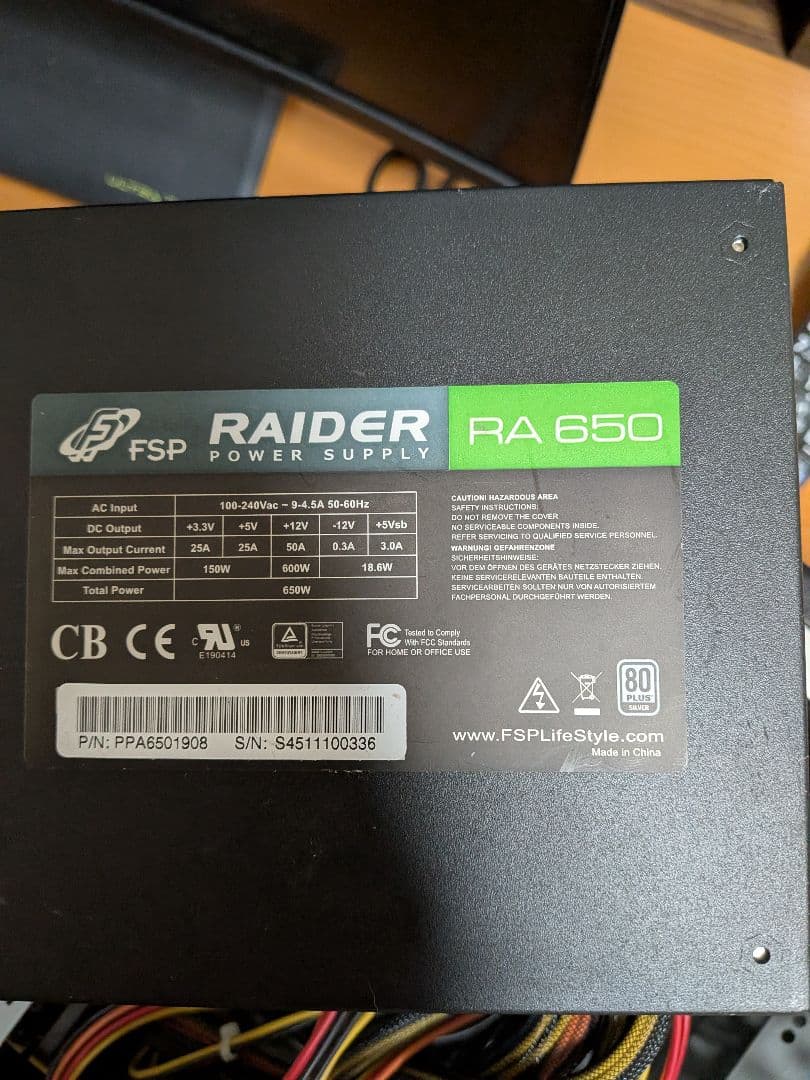 FSP RAIDER RA 650
POWER SUPPLY
AC Input 100-240Vac ~ 9-4.5A 50-60Hz
DC Output +3.3V +5V +12V -12V +5Vsb
Max Output Current 25A 25A 50A 0.3A 3.0A
Max Combined Power 150W 600W 18.6W
Total Power 650W
CAUTION! HAZARDOUS AREA
SAFETY INSTRUCTIONS:
DO NOT REMOVE THE COVER
NO SERVICEABLE COMPONENTS INSIDE.
REFER SERVICING TO QUALIFIED SERVICE PERSONNEL.
WARNUNG! GEFAHRENZONE
SICHERHEITSHINWEISE:
VOR DEM ÖFFNEN DES GERÄTES NETZSTECKER ZIEHEN.
KEINE SERVICERELEVANTEN BAUTEILE ENTHALTEN.
SERVICEARBEITEN SOLLTEN NUR VON AUTORISIERTEM
FACHPERSONAL DURCHGEFÜHRT WERDEN.
CB CE c RU ® US
E190414
FC Tested to Comply
With FCC Standards
FOR HOME OR OFFICE USE
80
PLUS
SILVER
P/N: PPA6501908 S/N: S4511100336
www.FSPLifeStyle.com
Made in China